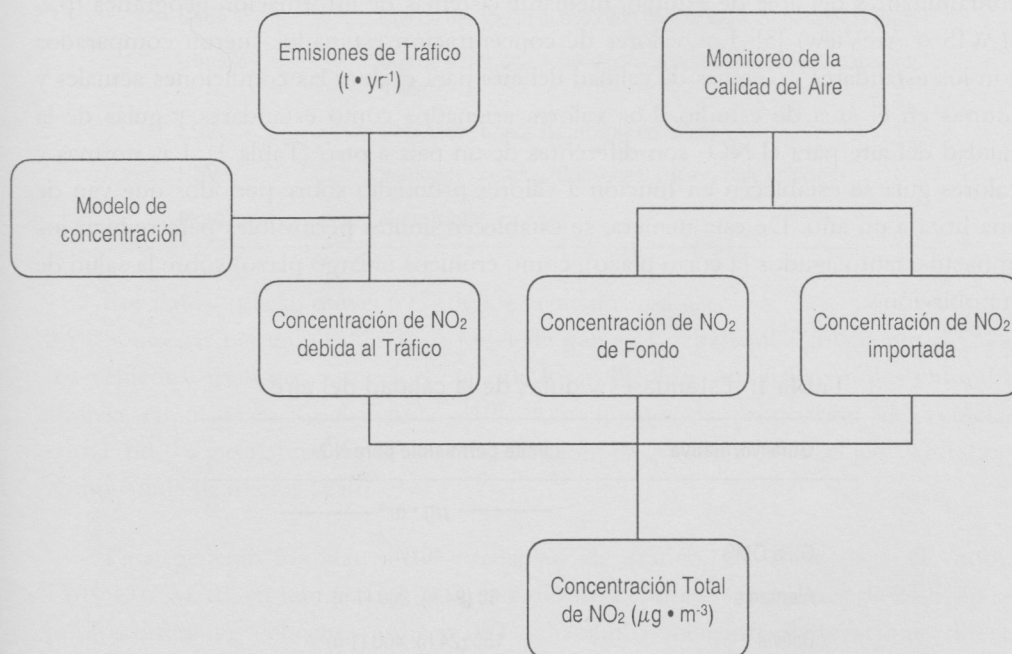 Emisiones de Tráfico
(t • yr⁻¹)
Monitoreo de la
Calidad del Aire
Modelo de
concentración
Concentración de NO₂
debida al Tráfico
Concentración de NO₂
de Fondo
Concentración de NO₂
importada
Concentración Total
de NO₂ (μg • m⁻³)